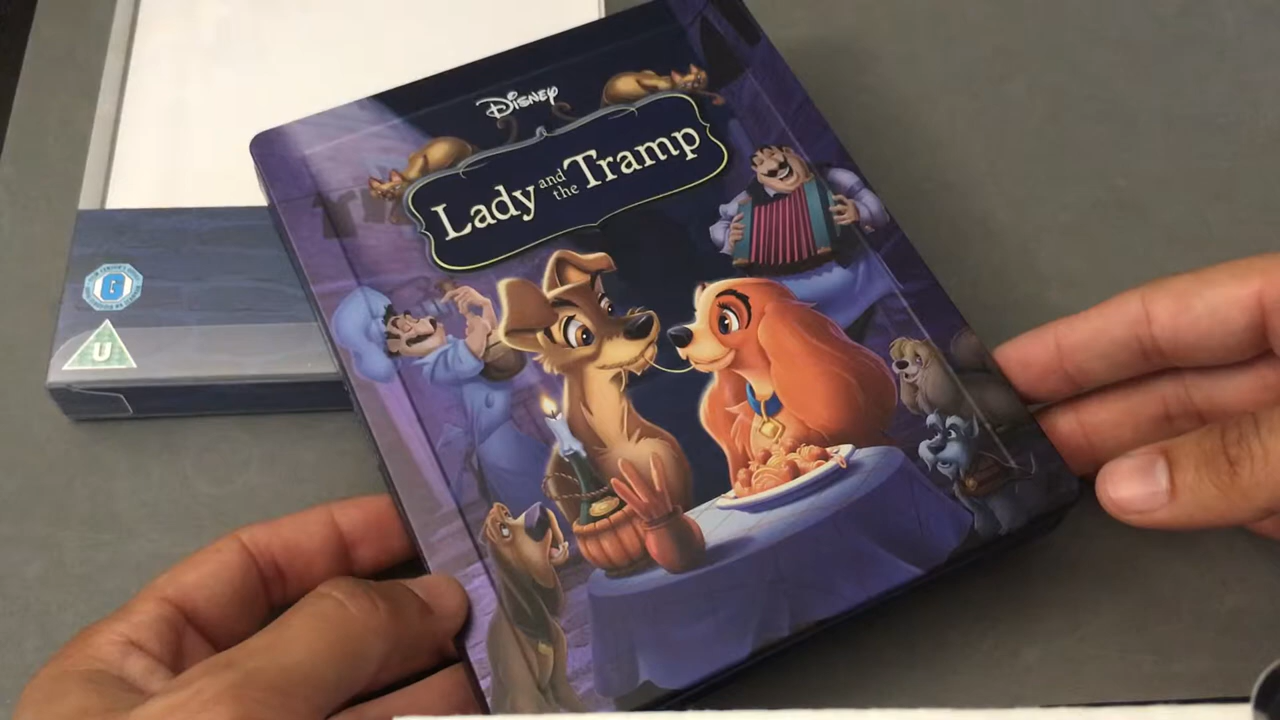 Disney
Lady and the Tramp
G
U